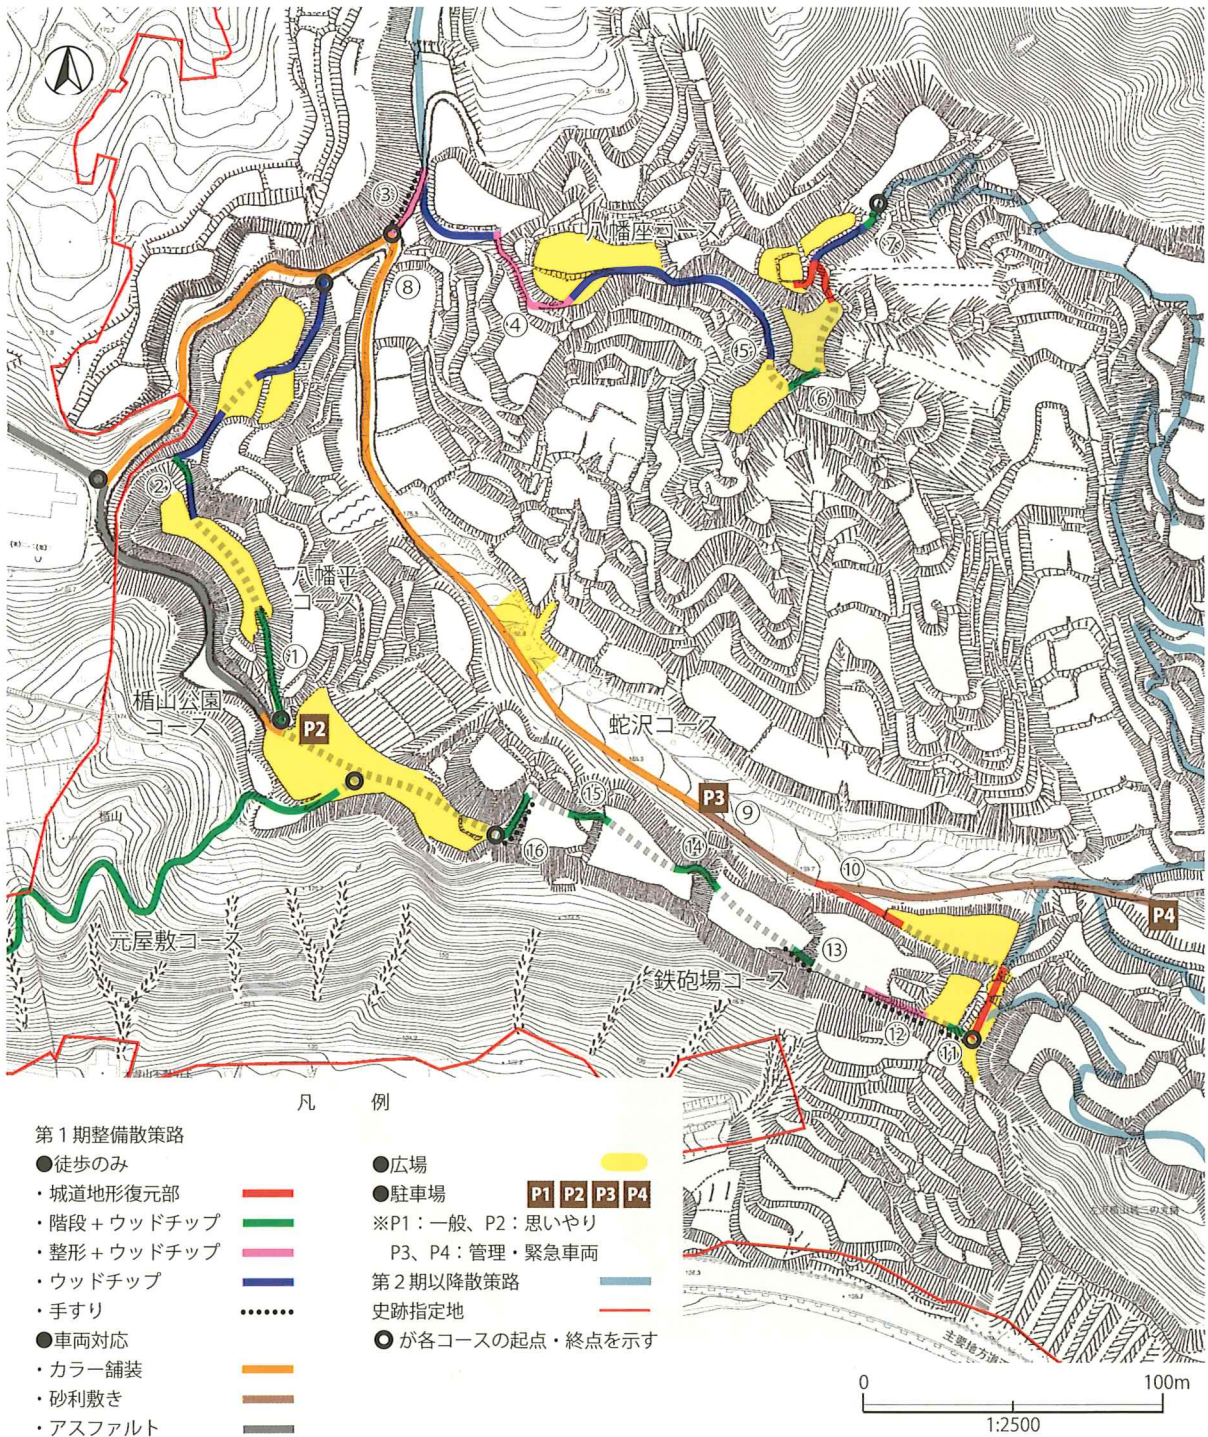 ③
八幡座コース
⑦
⑧
④
⑤
⑥
②
八幡平
コース
①
楯山公園
コース
P2
蛇沢コース
P3
⑨
⑮
⑯
⑭
⑩
P4
楯山
元屋敷コース
⑬
鉄砲場コース
⑫
⑪
凡 例
第1期整備散策路
●徒歩のみ
・城道地形復元部
・階段+ウッドチップ
・整形+ウッドチップ
・ウッドチップ
・手すり
●車両対応
・カラー舗装
・砂利敷き
・アスファルト
●広場
●駐車場 P1 P2 P3 P4
※P1:一般、P2:思いやり
P3、P4:管理・緊急車両
第2期以降散策路
史跡指定地
◎が各コースの起点・終点を示す
主要地方道
0 100m
1:2500